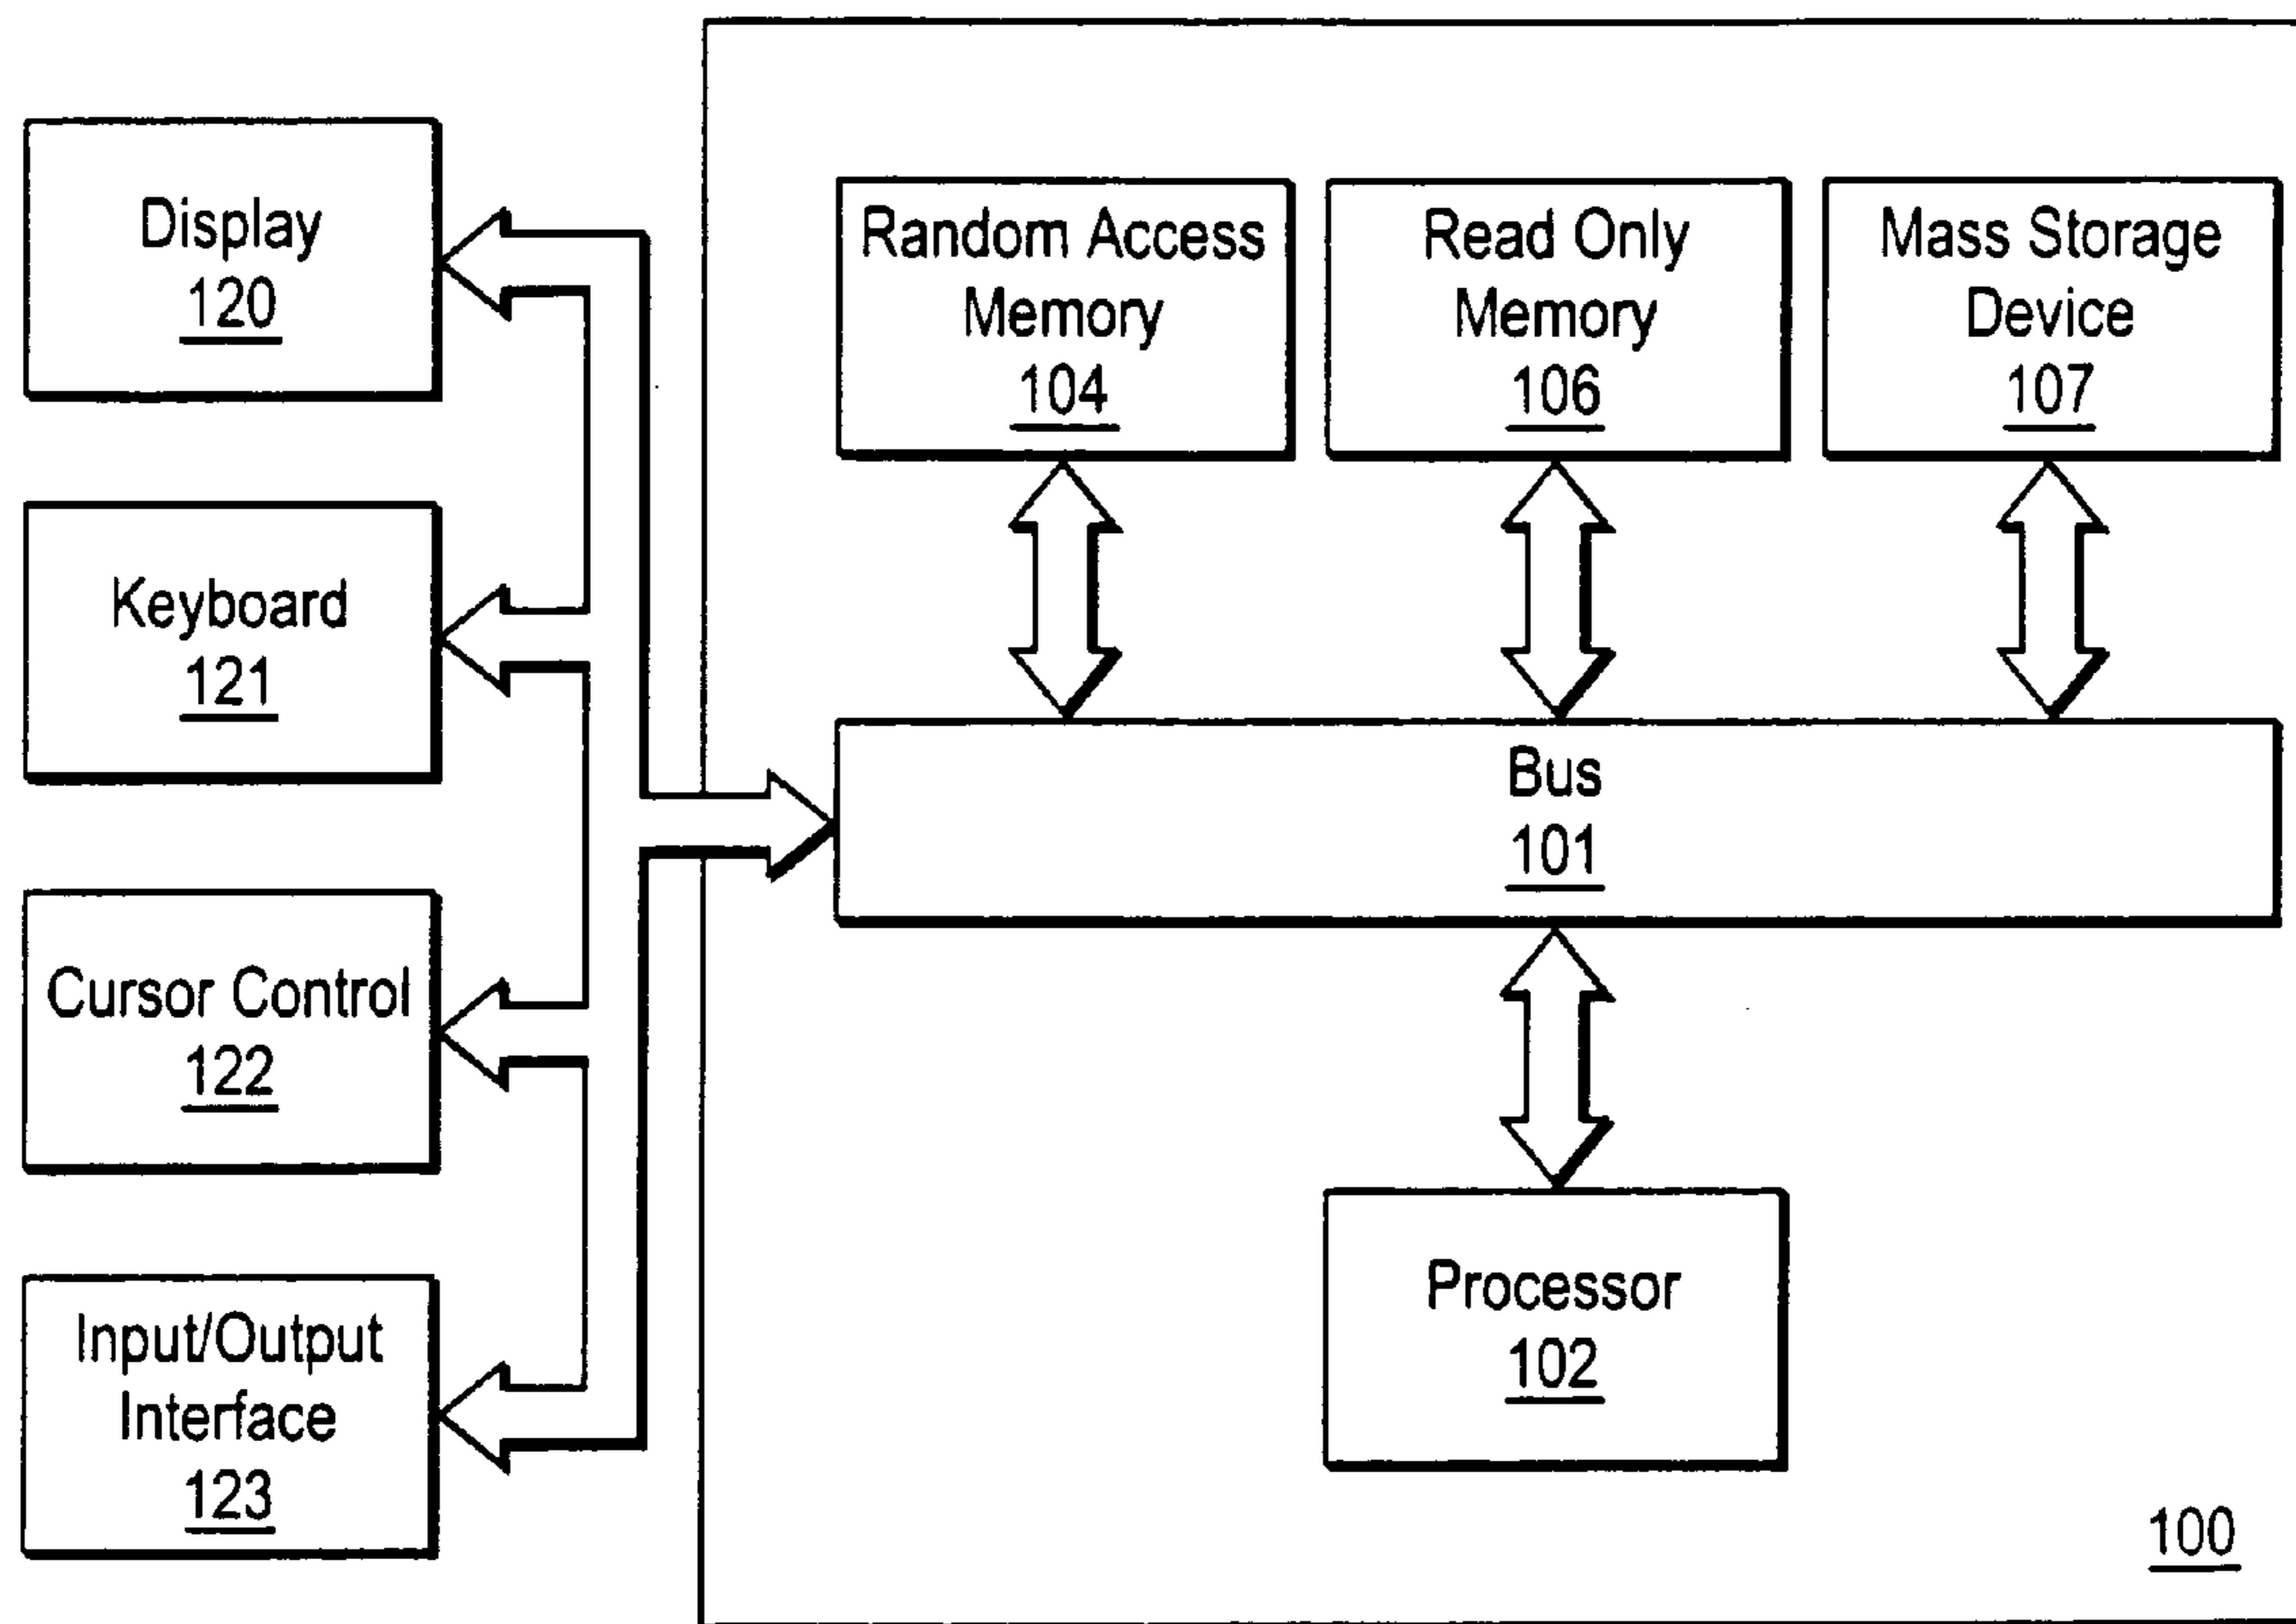 Display
120
Keyboard
121
Cursor Control
122
Input/Output
Interface
123
Random Access
Memory
104
Read Only
Memory
106
Mass Storage
Device
107
Bus
101
Processor
102
100